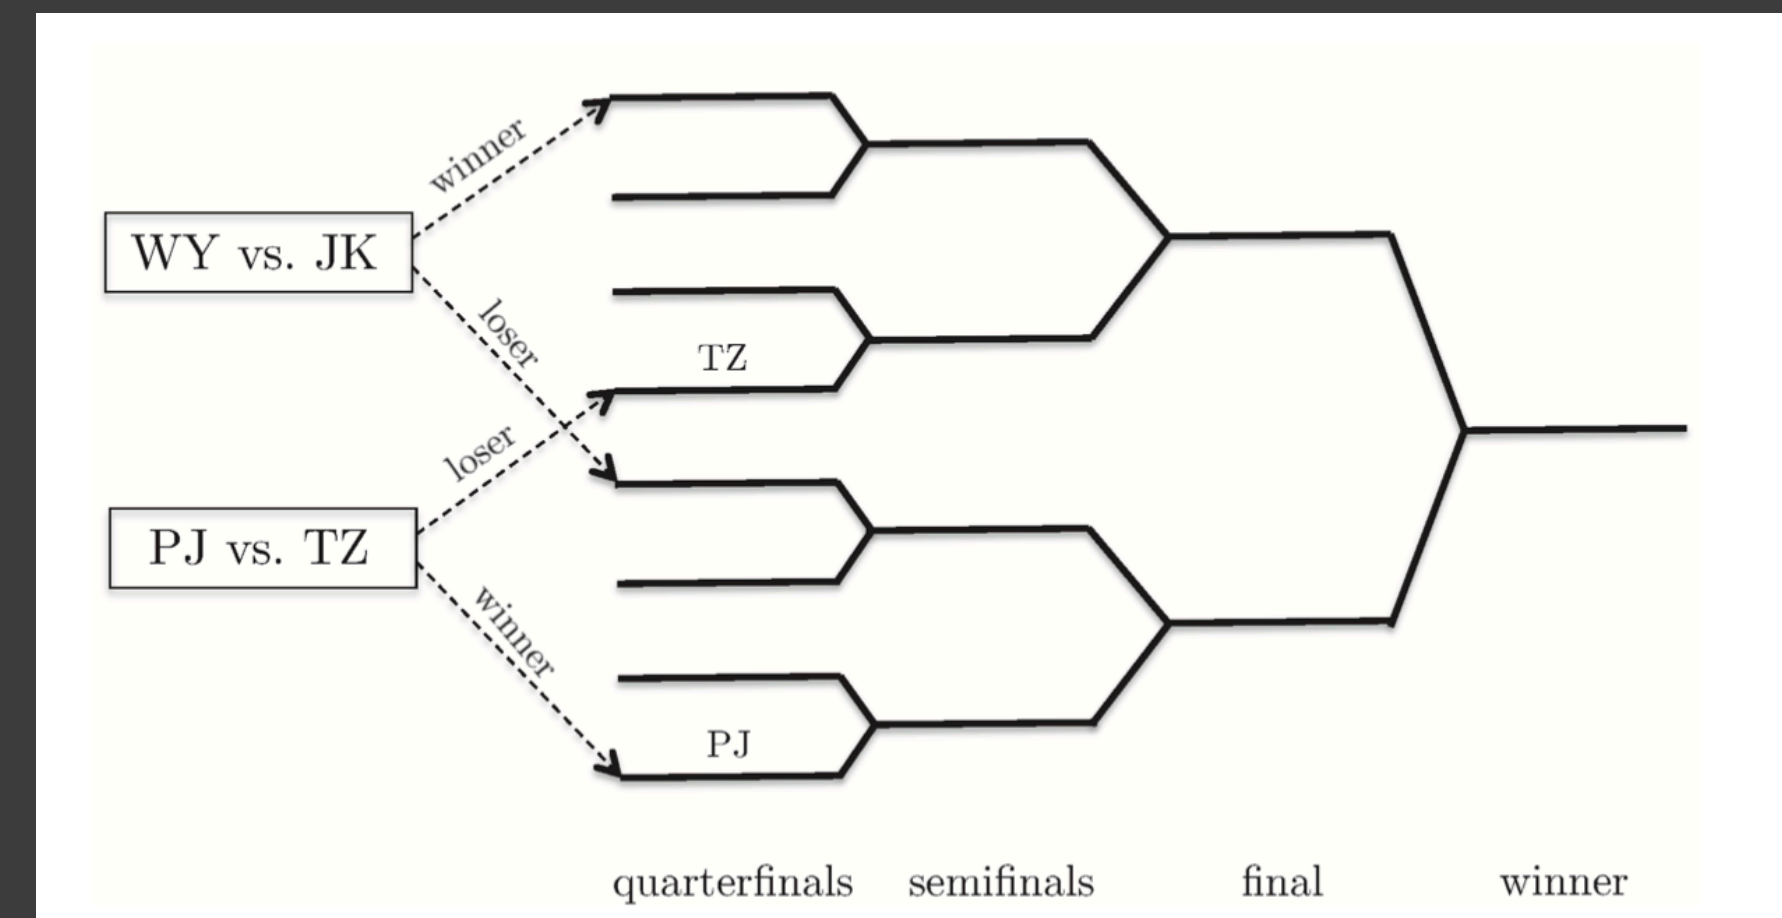 winner
WY vs. JK
loser
TZ
loser
PJ vs. TZ
winner
PJ
quarterfinals semifinals final winner